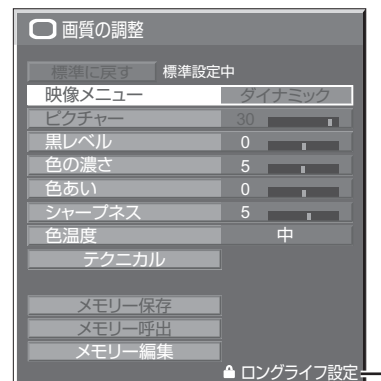 画質の調整
標準に戻す 標準設定中
映像メニュー ダイナミック
ピクチャー 30
黒レベル 0
色の濃さ 5
色あい 0
シャープネス 5
色温度 中
テクニカル
メモリー保存
メモリー呼出
メモリー編集
ロングライフ設定